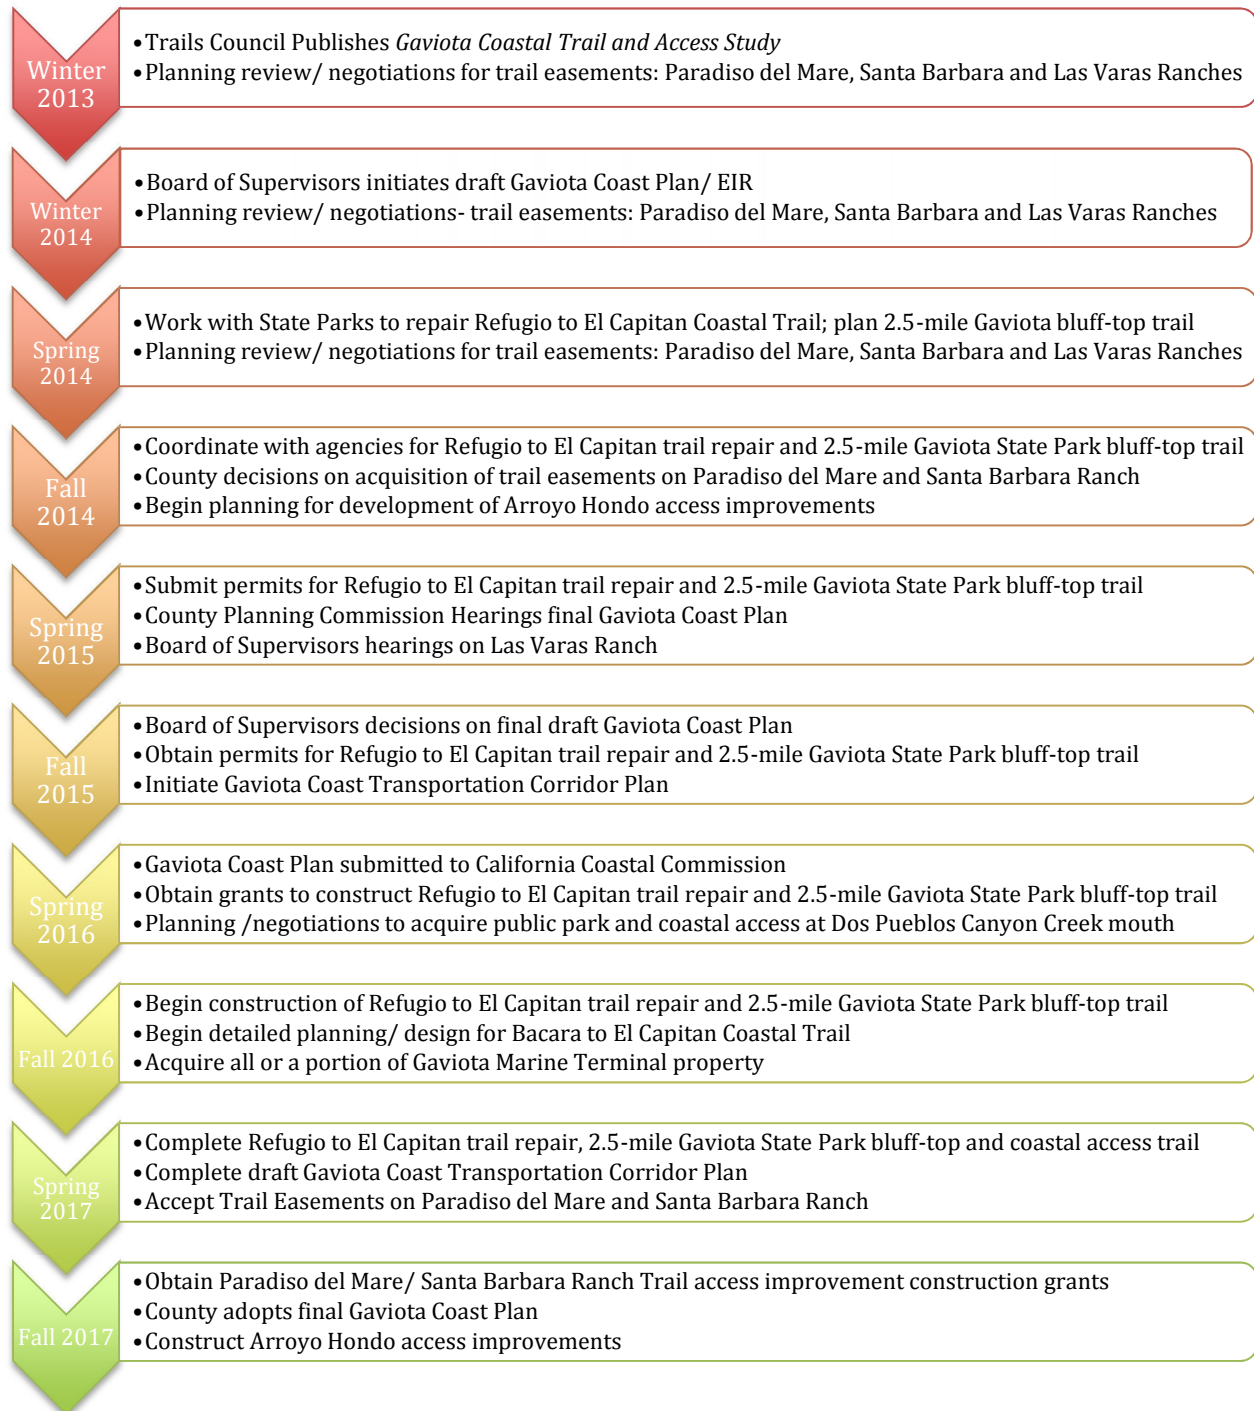 Winter
2013
•Trails Council Publishes Gaviota Coastal Trail and Access Study
•Planning review/ negotiations for trail easements: Paradiso del Mare, Santa Barbara and Las Varas Ranches
Winter
2014
•Board of Supervisors initiates draft Gaviota Coast Plan/ EIR
•Planning review/ negotiations- trail easements: Paradiso del Mare, Santa Barbara and Las Varas Ranches
Spring
2014
•Work with State Parks to repair Refugio to El Capitan Coastal Trail; plan 2.5-mile Gaviota bluff-top trail
•Planning review/ negotiations for trail easements: Paradiso del Mare, Santa Barbara and Las Varas Ranches
Fall
2014
•Coordinate with agencies for Refugio to El Capitan trail repair and 2.5-mile Gaviota State Park bluff-top trail
•County decisions on acquisition of trail easements on Paradiso del Mare and Santa Barbara Ranch
•Begin planning for development of Arroyo Hondo access improvements
Spring
2015
•Submit permits for Refugio to El Capitan trail repair and 2.5-mile Gaviota State Park bluff-top trail
•County Planning Commission Hearings final Gaviota Coast Plan
•Board of Supervisors hearings on Las Varas Ranch
Fall
2015
•Board of Supervisors decisions on final draft Gaviota Coast Plan
•Obtain permits for Refugio to El Capitan trail repair and 2.5-mile Gaviota State Park bluff-top trail
•Initiate Gaviota Coast Transportation Corridor Plan
Spring
2016
•Gaviota Coast Plan submitted to California Coastal Commission
•Obtain grants to construct Refugio to El Capitan trail repair and 2.5-mile Gaviota State Park bluff-top trail
•Planning /negotiations to acquire public park and coastal access at Dos Pueblos Canyon Creek mouth
Fall 2016
•Begin construction of Refugio to El Capitan trail repair and 2.5-mile Gaviota State Park bluff-top trail
•Begin detailed planning/ design for Bacara to El Capitan Coastal Trail
•Acquire all or a portion of Gaviota Marine Terminal property
Spring
2017
•Complete Refugio to El Capitan trail repair, 2.5-mile Gaviota State Park bluff-top and coastal access trail
•Complete draft Gaviota Coast Transportation Corridor Plan
•Accept Trail Easements on Paradiso del Mare and Santa Barbara Ranch
Fall 2017
•Obtain Paradiso del Mare/ Santa Barbara Ranch Trail access improvement construction grants
•County adopts final Gaviota Coast Plan
•Construct Arroyo Hondo access improvements